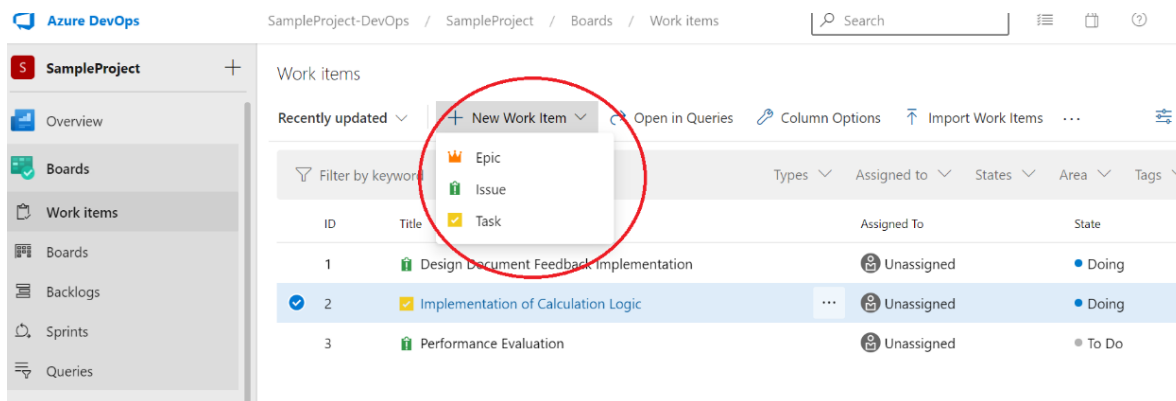 Azure DevOps
SampleProject-DevOps / SampleProject / Boards / Work items
Search
S SampleProject
Overview
Boards
Work items
Boards
Backlogs
Sprints
Queries
Work items
Recently updated + New Work Item Open in Queries Column Options Import Work Items ...
Epic
Issue
Task
Filter by keyword Types Assigned to States Area Tags
ID Title Assigned To State
1 Design Document Feedback Implementation Unassigned Doing
2 Implementation of Calculation Logic ... Unassigned Doing
3 Performance Evaluation Unassigned To Do